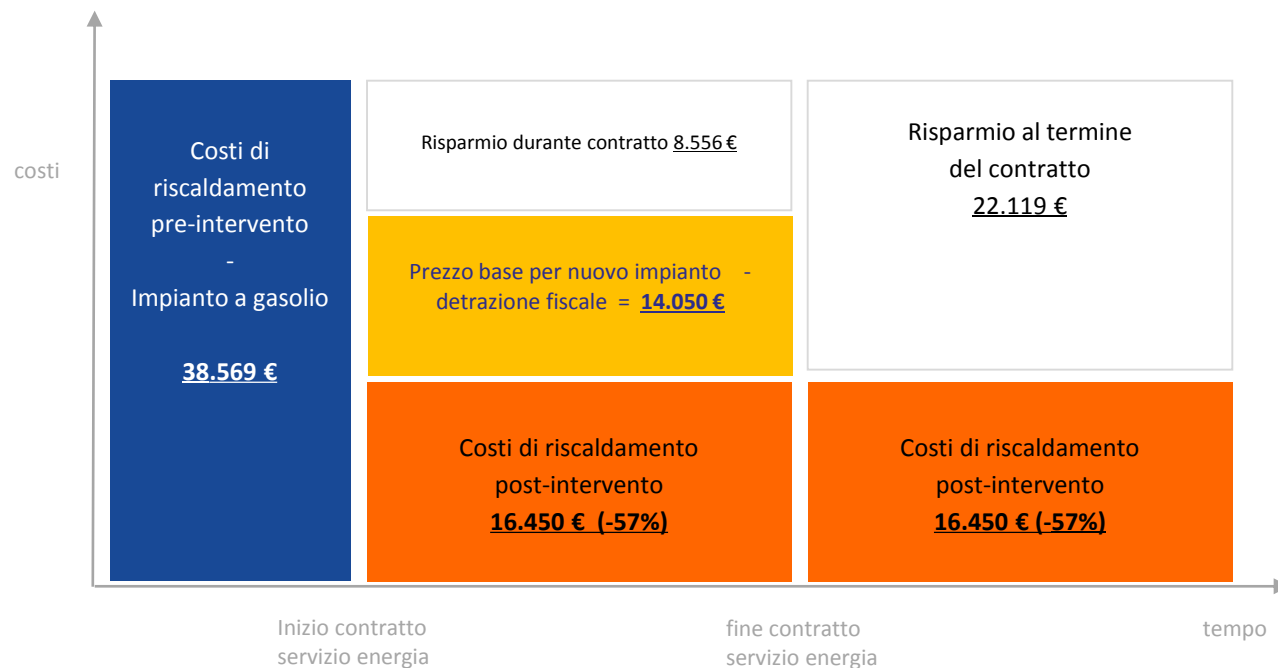 costi
Costi di
riscaldamento
pre-intervento
-
Impianto a gasolio
38.569 €
Risparmio durante contratto 8.556 €
Prezzo base per nuovo impianto -
detrazione fiscale = 14.050 €
Costi di riscaldamento
post-intervento
16.450 € (-57%)
Risparmio al termine
del contratto
22.119 €
Costi di riscaldamento
post-intervento
16.450 € (-57%)
Inizio contratto
servizio energia
fine contratto
servizio energia
tempo